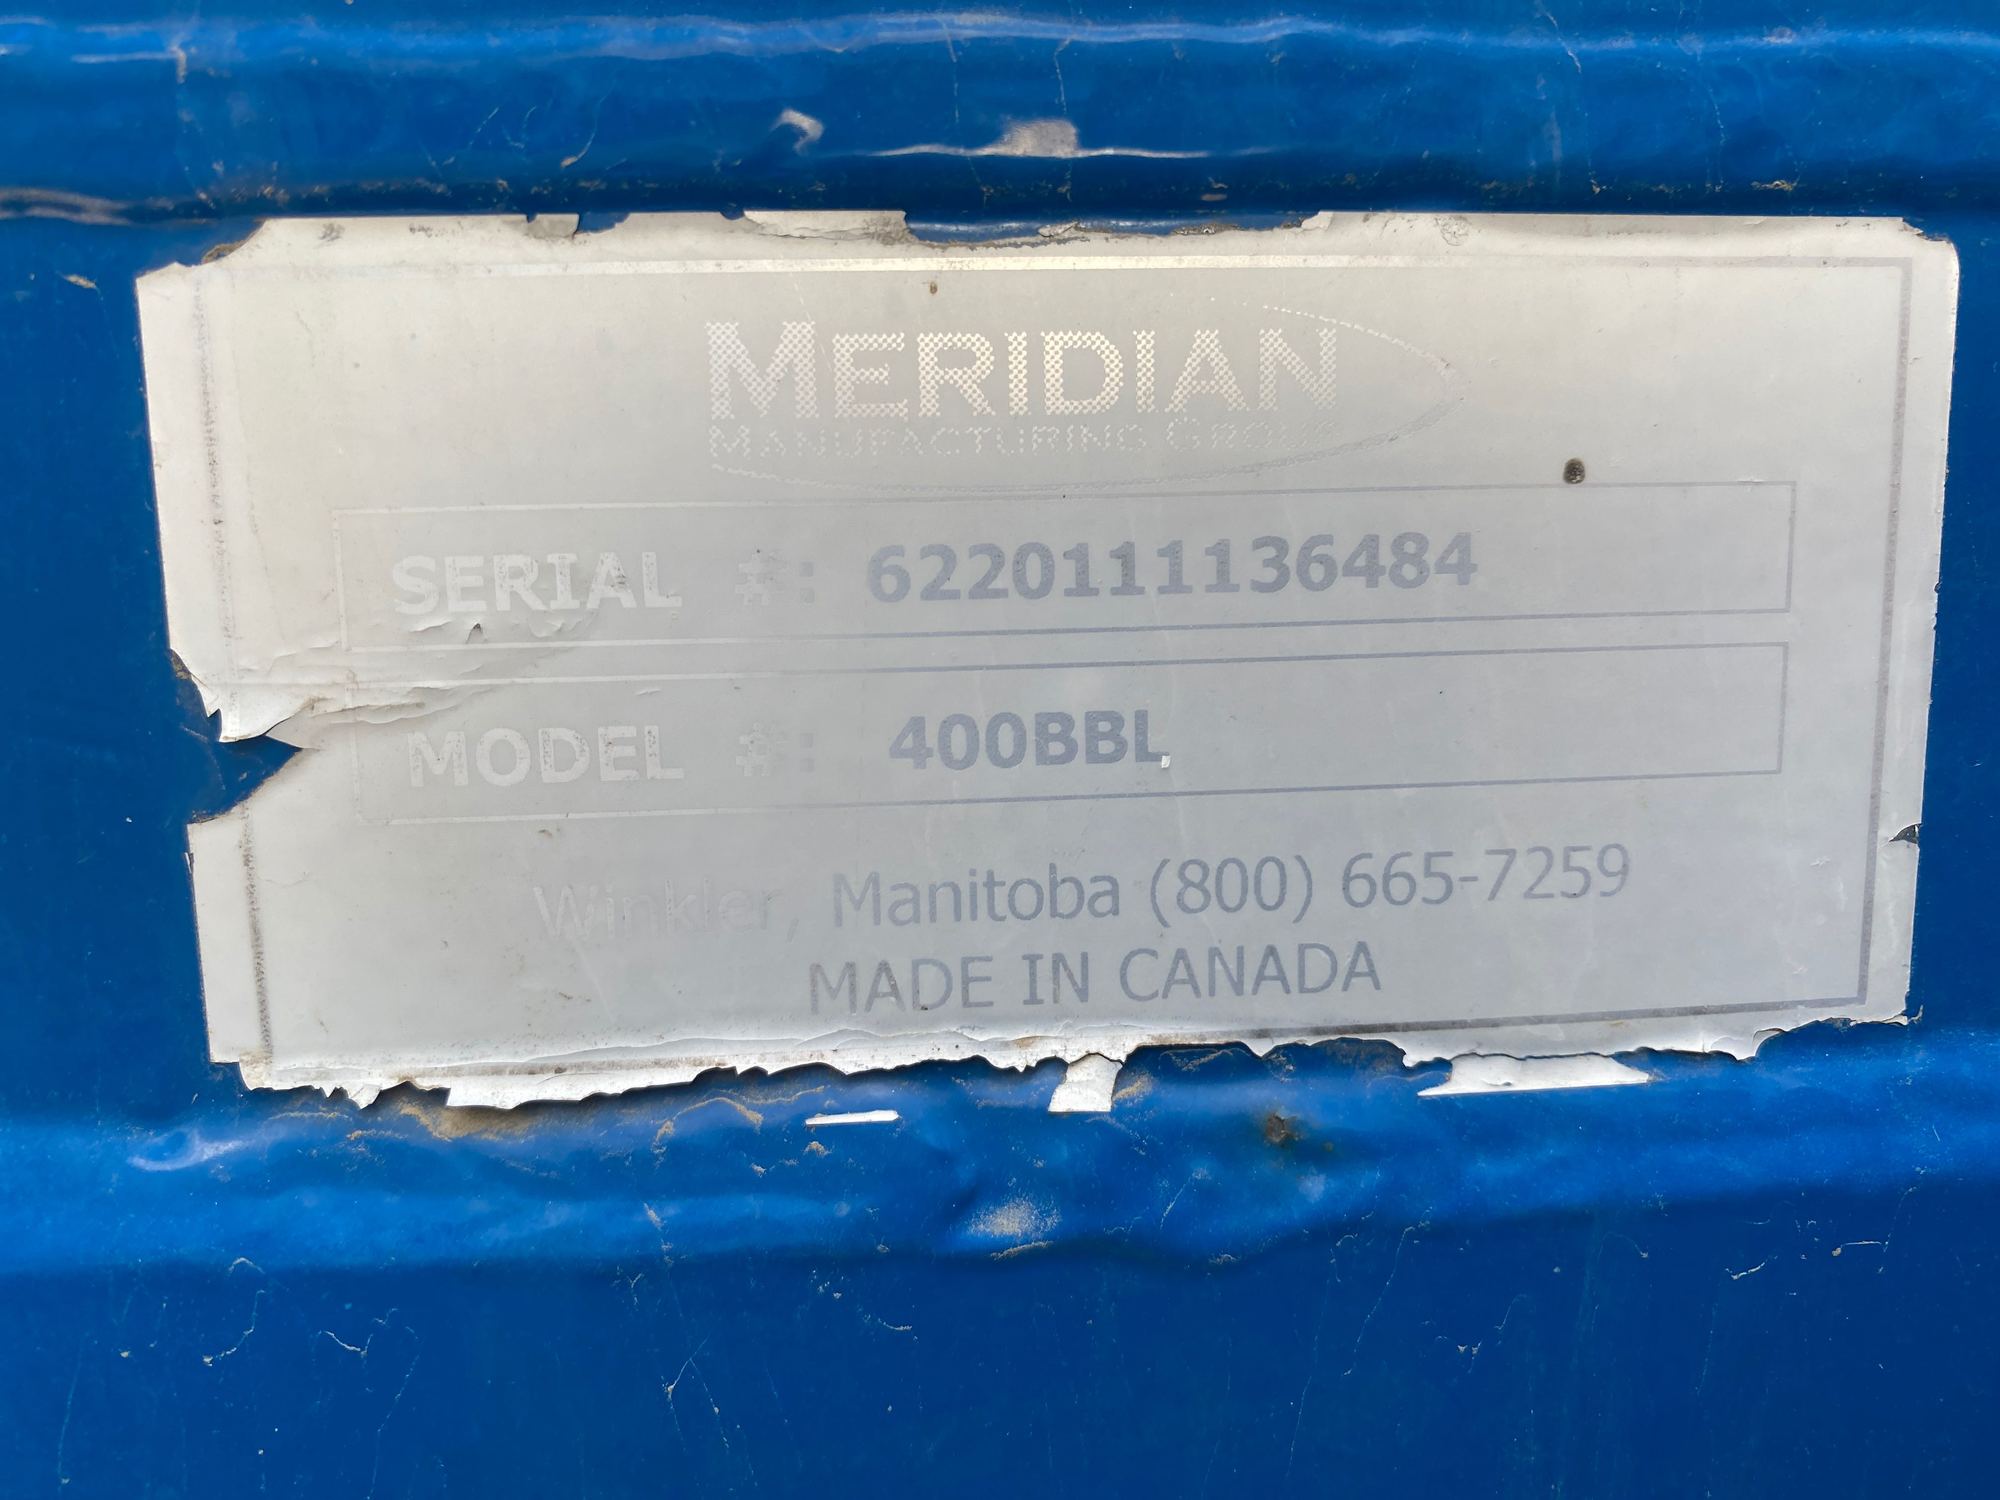 MERIDIAN
MANUFACTURING GROUP
SERIAL #: 6220111136484
MODEL #: 400BBL
Winkler, Manitoba (800) 665-7259
MADE IN CANADA